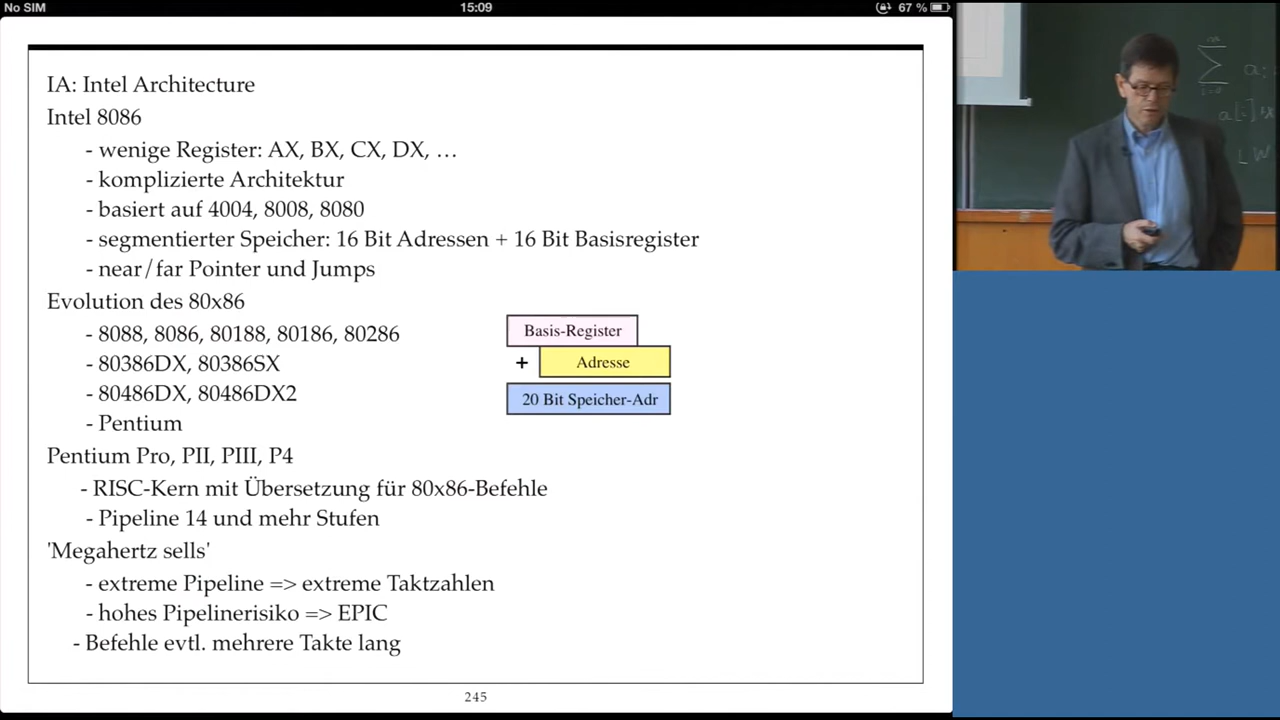 No SIM 15:09 67 %
IA: Intel Architecture
Intel 8086
- wenige Register: AX, BX, CX, DX, …
- komplizierte Architektur
- basiert auf 4004, 8008, 8080
- segmentierter Speicher: 16 Bit Adressen + 16 Bit Basisregister
- near/far Pointer und Jumps
Evolution des 80x86
- 8088, 8086, 80188, 80186, 80286
- 80386DX, 80386SX
- 80486DX, 80486DX2
- Pentium
Basis-Register
+ Adresse
20 Bit Speicher-Adr
Pentium Pro, PII, PIII, P4
- RISC-Kern mit Übersetzung für 80x86-Befehle
- Pipeline 14 und mehr Stufen
'Megahertz sells'
- extreme Pipeline => extreme Taktzahlen
- hohes Pipelinerisiko => EPIC
- Befehle evtl. mehrere Takte lang
245
L W